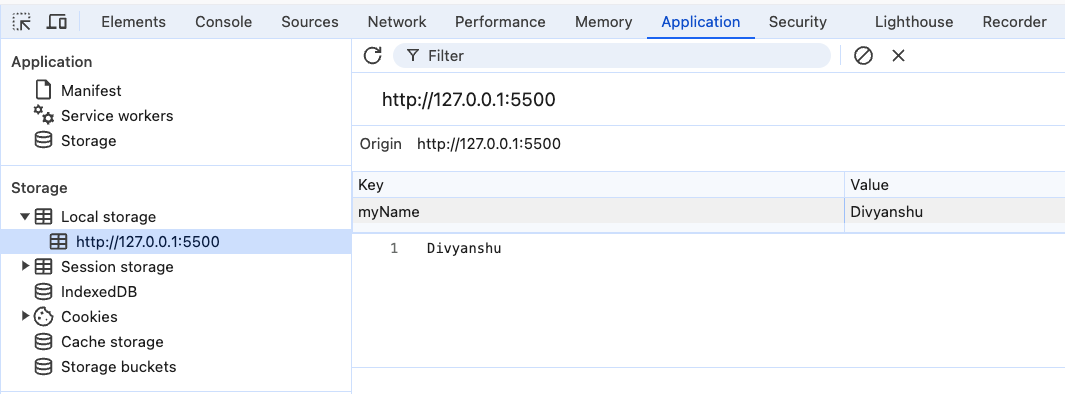 Elements Console Sources Network Performance Memory Application Security Lighthouse Recorder
Application
Manifest
Service workers
Storage
Storage
Local storage
http://127.0.0.1:5500
Session storage
IndexedDB
Cookies
Cache storage
Storage buckets
Filter
http://127.0.0.1:5500
Origin http://127.0.0.1:5500
Key Value
myName Divyanshu
1 Divyanshu